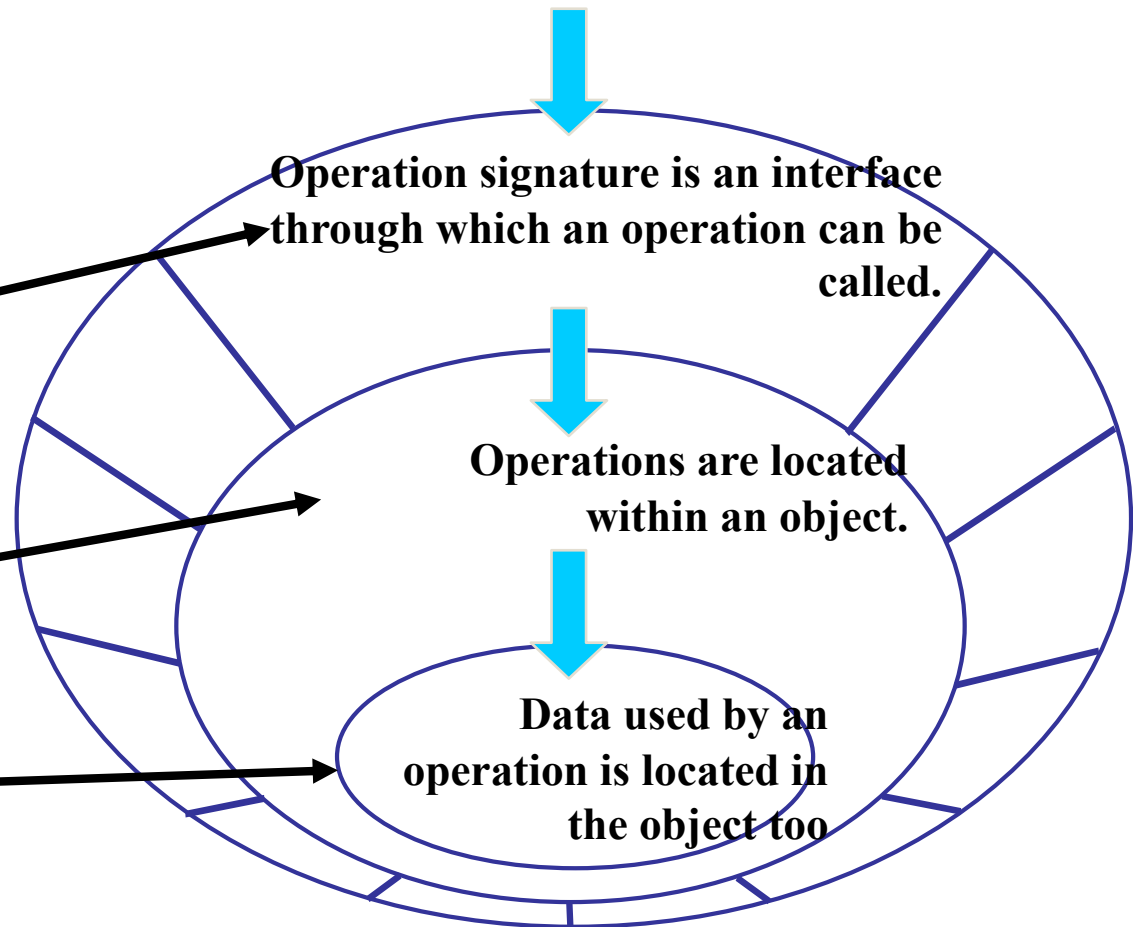 Operation signature is an interface
through which an operation can be
called.
Operations are located
within an object.
Data used by an
operation is located in
the object too